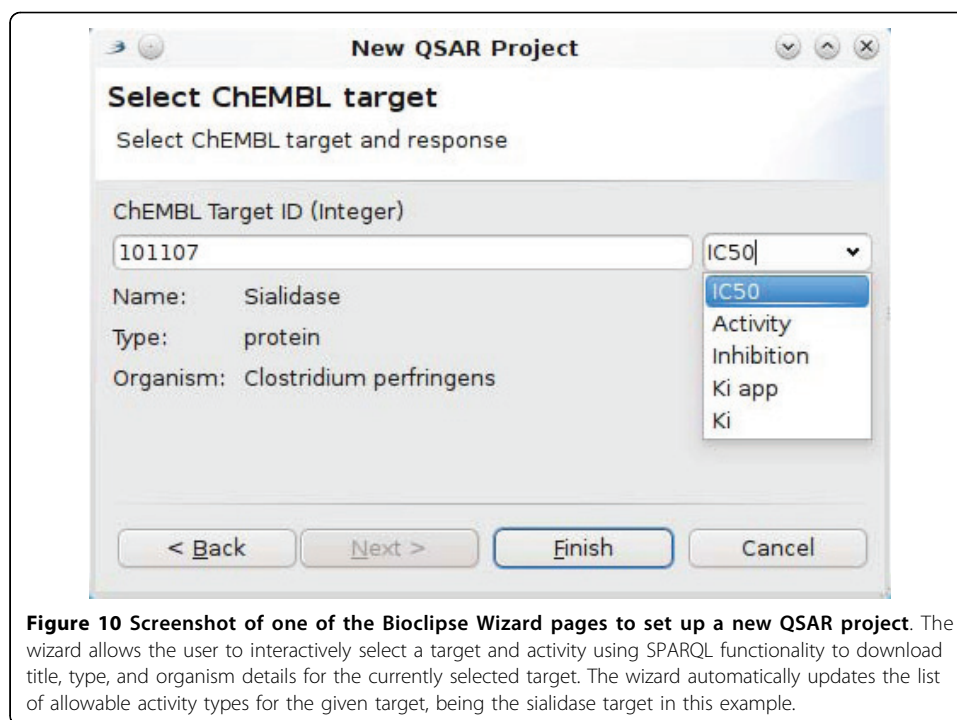 New QSAR Project
Select ChEMBL target
Select ChEMBL target and response
ChEMBL Target ID (Integer)
101107
IC50
IC50
Activity
Inhibition
Ki app
Ki
Name: Sialidase
Type: protein
Organism: Clostridium perfringens
< Back
Next >
Finish
Cancel
Figure 10 Screenshot of one of the Bioclipse Wizard pages to set up a new QSAR project. The
wizard allows the user to interactively select a target and activity using SPARQL functionality to download
title, type, and organism details for the currently selected target. The wizard automatically updates the list
of allowable activity types for the given target, being the sialidase target in this example.